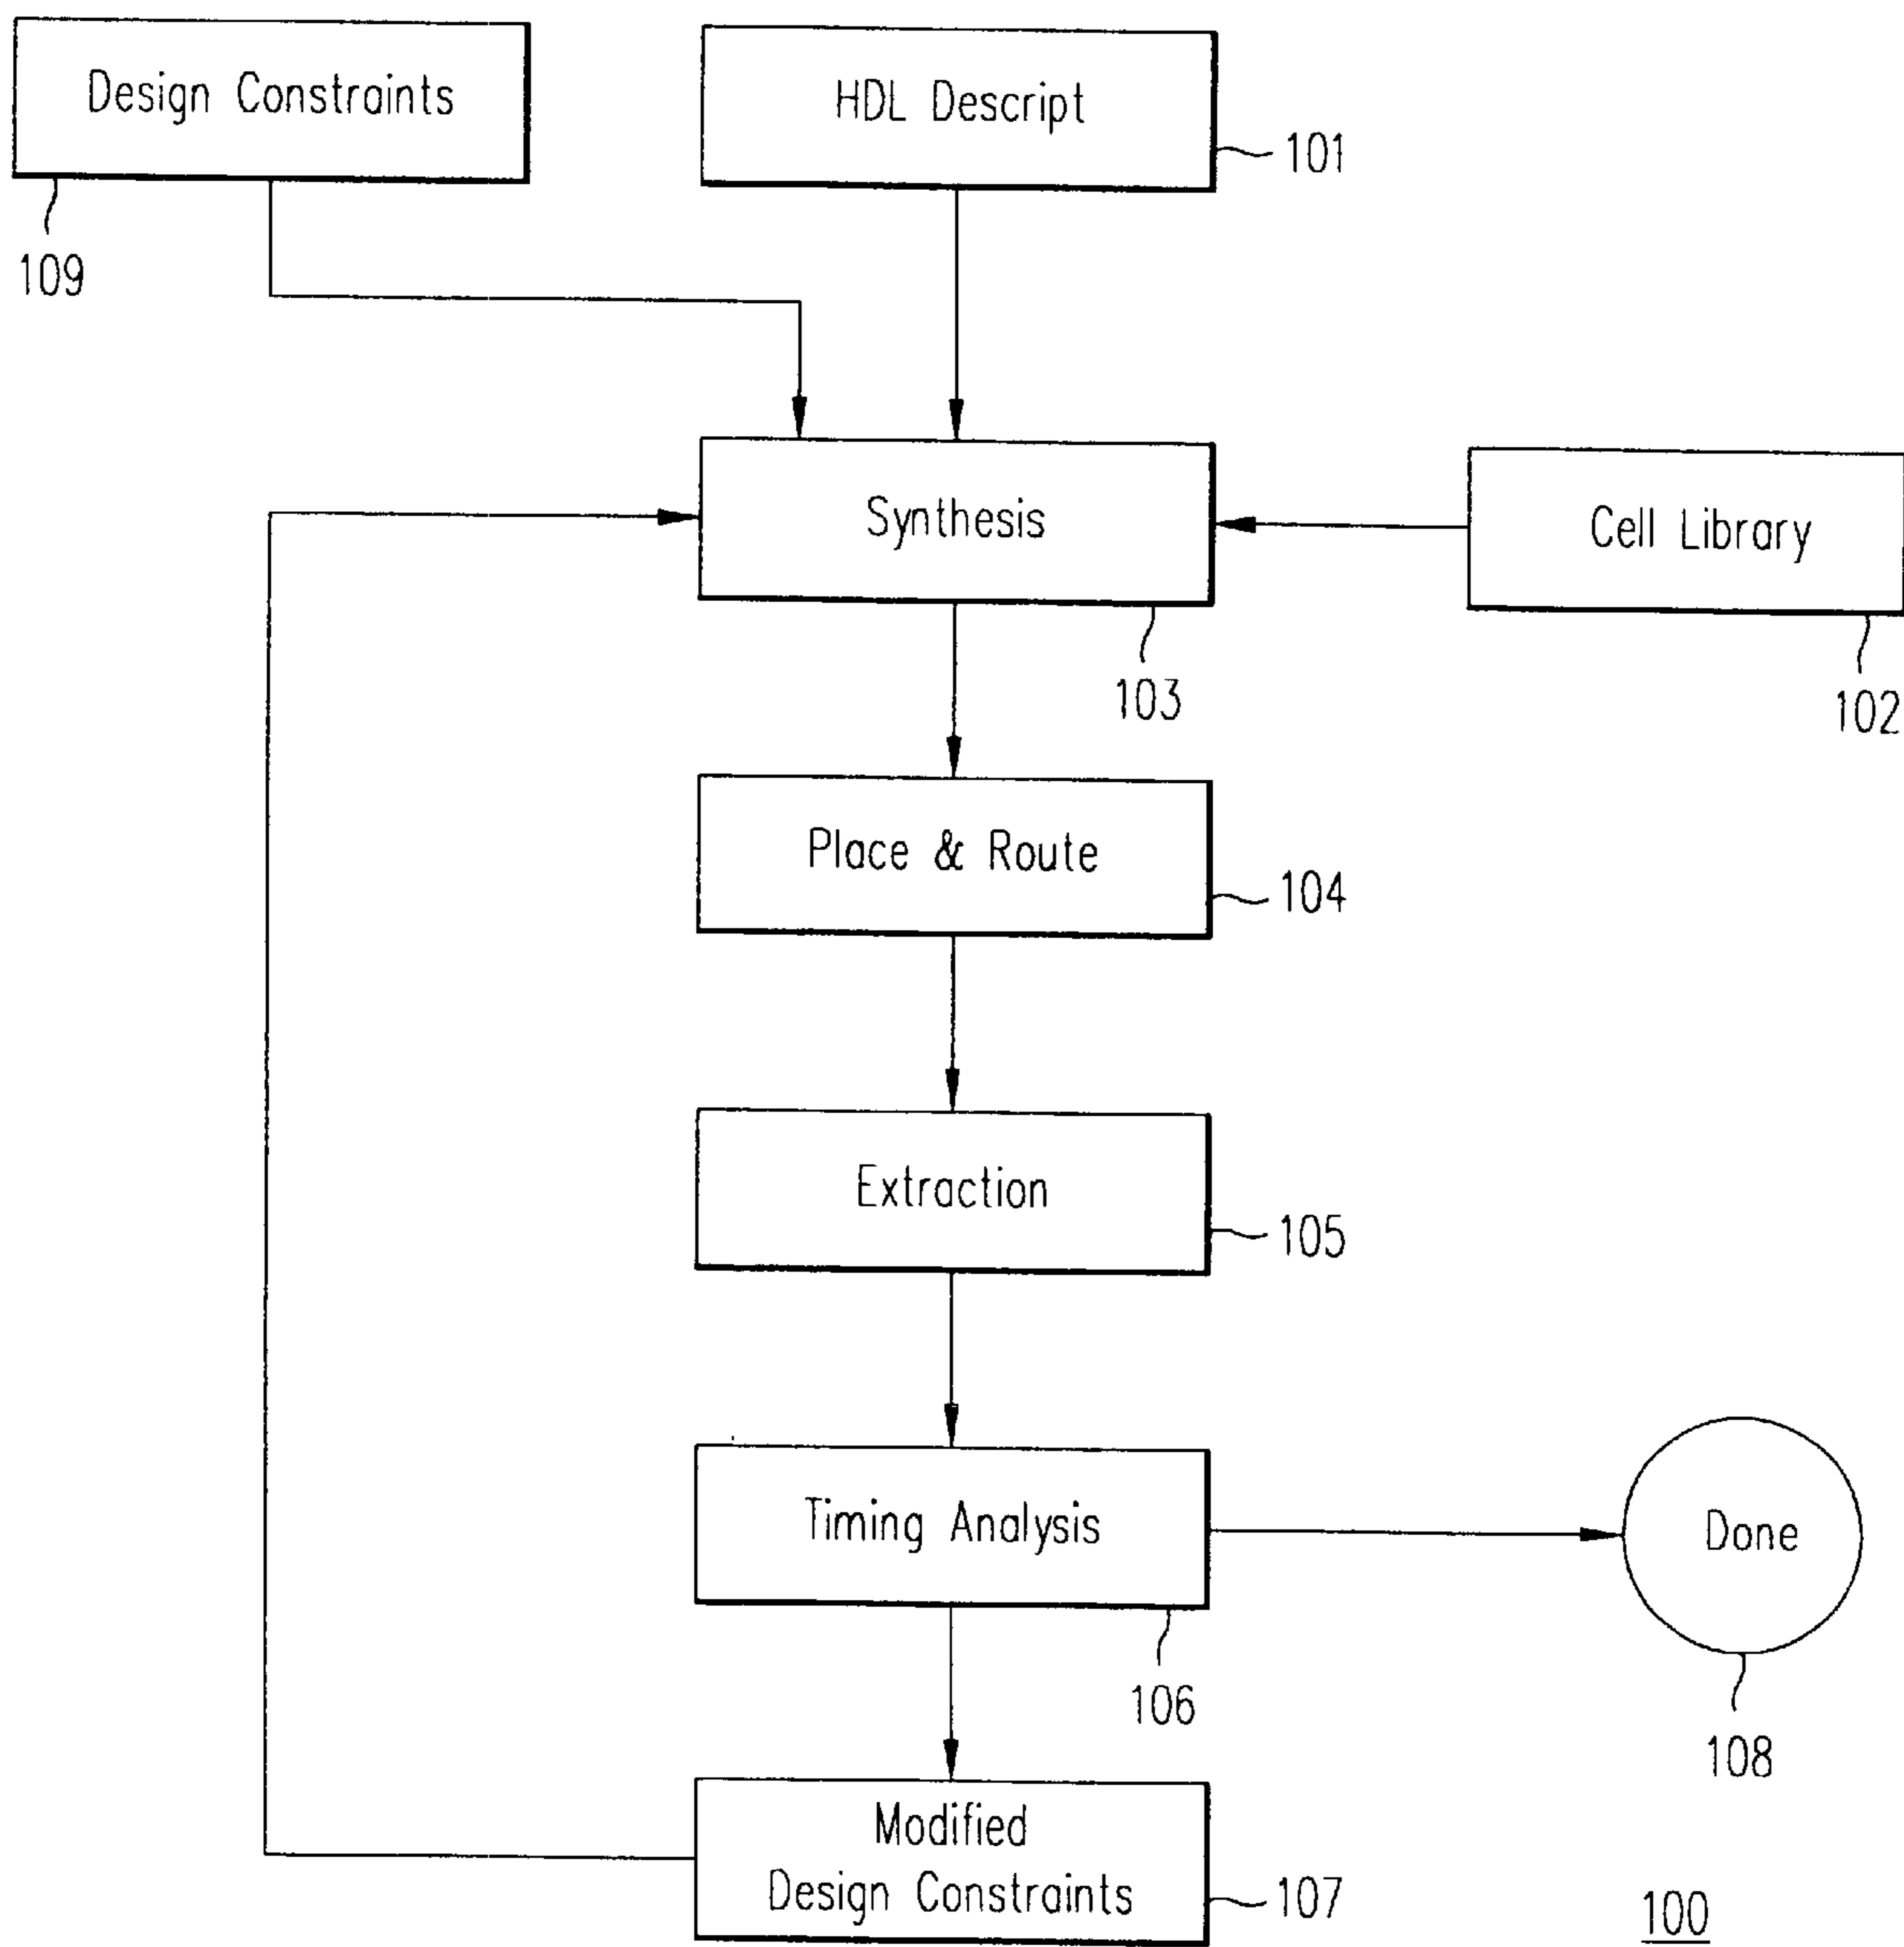 Design Constraints
HDL Descript
101
109
Synthesis
Cell Library
103
102
Place & Route
104
Extraction
105
Timing Analysis
Done
106
108
Modified
Design Constraints
107
100